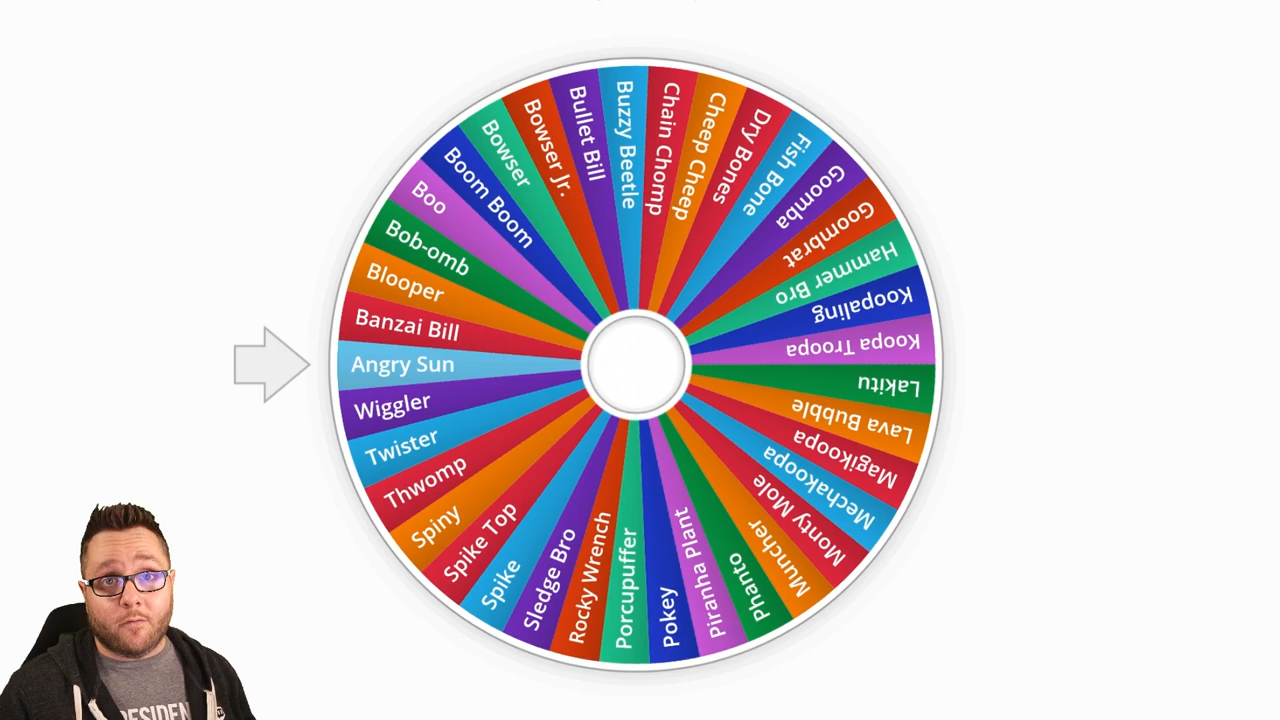 Angry Sun
Banzai Bill
Blooper
Bob-omb
Boo
Boom Boom
Bowser
Bowser Jr.
Bullet Bill
Buzzy Beetle
Chain Chomp
Cheep Cheep
Dry Bones
Fish Bone
Goomba
Goombrat
Hammer Bro
Koopaling
Koopa Troopa
Lakitu
Lava Bubble
Magikoopa
Mechakoopa
Monty Mole
Muncher
Phanto
Piranha Plant
Pokey
Porcupuffer
Rocky Wrench
Sledge Bro
Spike
Spike Top
Spiny
Thwomp
Twister
Wiggler